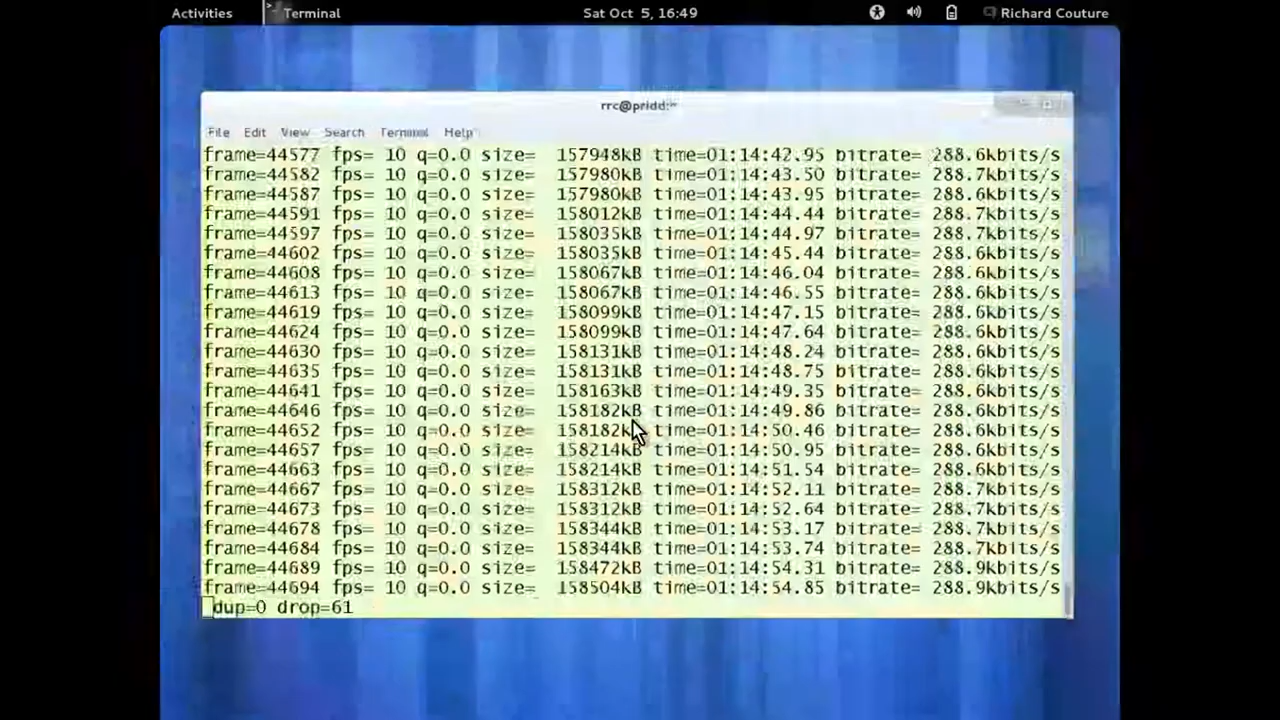 Activities Terminal Sat Oct 5, 16:49 Richard Couture
rrc@pridd:~
File Edit View Search Terminal Help
frame=44577 fps= 10 q=0.0 size= 157948kB time=01:14:42.95 bitrate= 288.6kbits/s
frame=44582 fps= 10 q=0.0 size= 157980kB time=01:14:43.50 bitrate= 288.7kbits/s
frame=44587 fps= 10 q=0.0 size= 157980kB time=01:14:43.95 bitrate= 288.6kbits/s
frame=44591 fps= 10 q=0.0 size= 158012kB time=01:14:44.44 bitrate= 288.7kbits/s
frame=44597 fps= 10 q=0.0 size= 158035kB time=01:14:44.97 bitrate= 288.7kbits/s
frame=44602 fps= 10 q=0.0 size= 158035kB time=01:14:45.44 bitrate= 288.6kbits/s
frame=44608 fps= 10 q=0.0 size= 158067kB time=01:14:46.04 bitrate= 288.6kbits/s
frame=44613 fps= 10 q=0.0 size= 158067kB time=01:14:46.55 bitrate= 288.6kbits/s
frame=44619 fps= 10 q=0.0 size= 158099kB time=01:14:47.15 bitrate= 288.6kbits/s
frame=44624 fps= 10 q=0.0 size= 158099kB time=01:14:47.64 bitrate= 288.6kbits/s
frame=44630 fps= 10 q=0.0 size= 158131kB time=01:14:48.24 bitrate= 288.6kbits/s
frame=44635 fps= 10 q=0.0 size= 158131kB time=01:14:48.75 bitrate= 288.6kbits/s
frame=44641 fps= 10 q=0.0 size= 158163kB time=01:14:49.35 bitrate= 288.6kbits/s
frame=44646 fps= 10 q=0.0 size= 158182kB time=01:14:49.86 bitrate= 288.6kbits/s
frame=44652 fps= 10 q=0.0 size= 158182kB time=01:14:50.46 bitrate= 288.6kbits/s
frame=44657 fps= 10 q=0.0 size= 158214kB time=01:14:50.95 bitrate= 288.6kbits/s
frame=44663 fps= 10 q=0.0 size= 158214kB time=01:14:51.54 bitrate= 288.6kbits/s
frame=44667 fps= 10 q=0.0 size= 158312kB time=01:14:52.11 bitrate= 288.7kbits/s
frame=44673 fps= 10 q=0.0 size= 158312kB time=01:14:52.64 bitrate= 288.7kbits/s
frame=44678 fps= 10 q=0.0 size= 158344kB time=01:14:53.17 bitrate= 288.7kbits/s
frame=44684 fps= 10 q=0.0 size= 158344kB time=01:14:53.74 bitrate= 288.7kbits/s
frame=44689 fps= 10 q=0.0 size= 158472kB time=01:14:54.31 bitrate= 288.9kbits/s
frame=44694 fps= 10 q=0.0 size= 158504kB time=01:14:54.85 bitrate= 288.9kbits/s
dup=0 drop=61